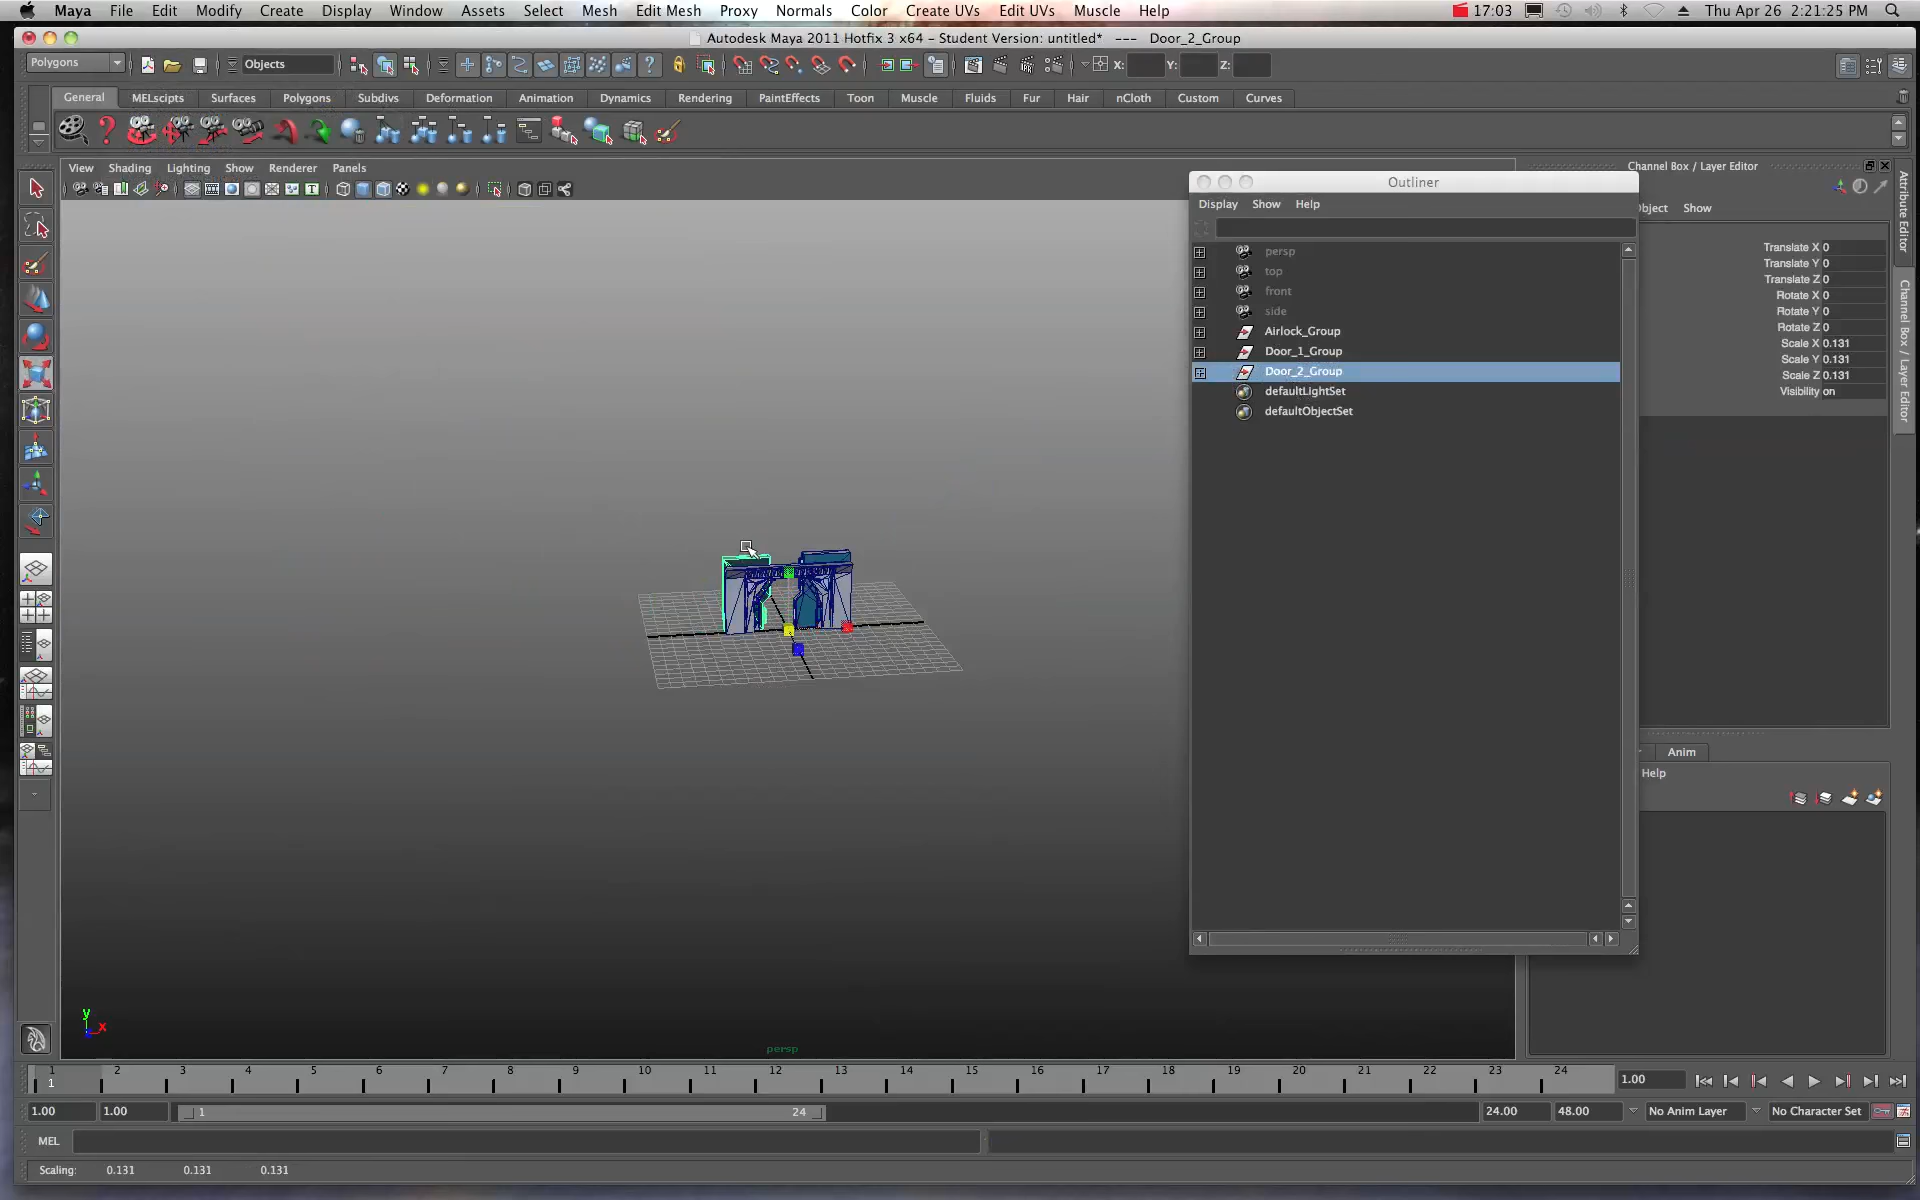 Maya File Edit Modify Create Display Window Assets Select Mesh Edit Mesh Proxy Normals Color Create UVs Edit UVs Muscle Help 17:03 Thu Apr 26 2:21:25 PM
Autodesk Maya 2011 Hotfix 3 x64 - Student Version: untitled* --- Door_2_Group
Polygons Objects X: Y: Z:
General MELscipts Surfaces Polygons Subdivs Deformation Animation Dynamics Rendering PaintEffects Toon Muscle Fluids Fur Hair nCloth Custom Curves
View Shading Lighting Show Renderer Panels
Channel Box / Layer Editor
Outliner
Display Show Help
bject Show
persp
top
front
side
Airlock_Group
Door_1_Group
Door_2_Group
defaultLightSet
defaultObjectSet
Translate X 0
Translate Y 0
Translate Z 0
Rotate X 0
Rotate Y 0
Rotate Z 0
Scale X 0.131
Scale Y 0.131
Scale Z 0.131
Visibility on
Attribute Editor
Channel Box / Layer Editor
Anim
Help
y
x
persp
1 2 3 4 5 6 7 8 9 10 11 12 13 14 15 16 17 18 19 20 21 22 23 24
1
1.00
1.00 1.00 1 24 24.00 48.00 No Anim Layer No Character Set
MEL
Scaling: 0.131 0.131 0.131